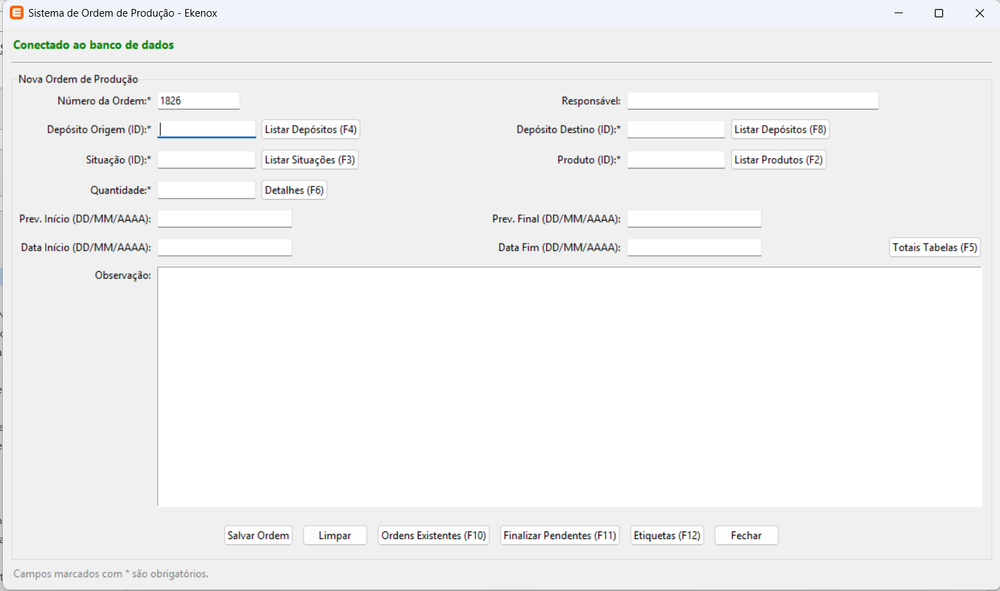 Sistema de Ordem de Produção - Ekenox
Conectado ao banco de dados
Nova Ordem de Produção
Número da Ordem:* 1826 Responsável:
Depósito Origem (ID):* Listar Depósitos (F4) Depósito Destino (ID):* Listar Depósitos (F8)
Situação (ID):* Listar Situações (F3) Produto (ID):* Listar Produtos (F2)
Quantidade:* Detalhes (F6)
Prev. Início (DD/MM/AAAA): Prev. Final (DD/MM/AAAA):
Data Início (DD/MM/AAAA): Data Fim (DD/MM/AAAA): Totais Tabelas (F5)
Observação:
Salvar Ordem Limpar Ordens Existentes (F10) Finalizar Pendentes (F11) Etiquetas (F12) Fechar
Campos marcados com * são obrigatórios.